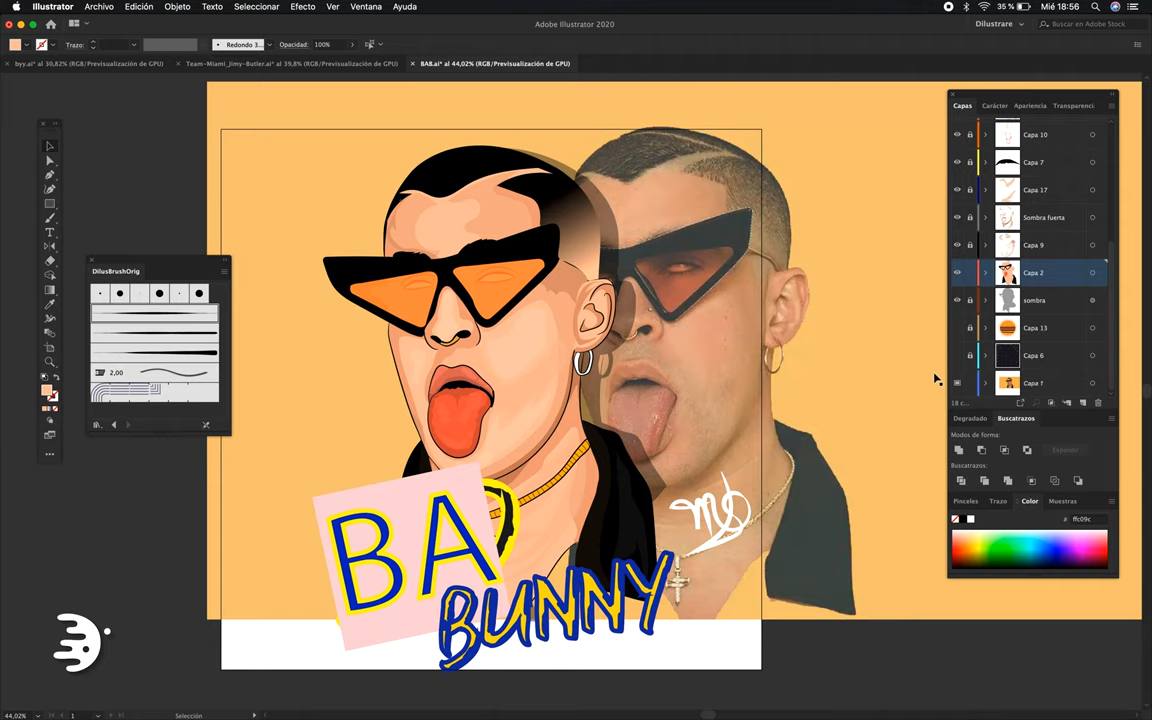 Illustrator Archivo Edición Objeto Texto Seleccionar Efecto Ver Ventana Ayuda
35 % Mié 18:56
Adobe Illustrator 2020
Dilustrare
Buscar en Adobe Stock
Trazo:
Redondo 3...
Opacidad: 100%
byy.ai* al 30,82% (RGB/Previsualización de GPU)
Team-Miami_Jimy-Butler.ai* al 39,8% (RGB/Previsualización de GPU)
BAB.ai* al 44,02% (RGB/Previsualización de GPU)
Capas Carácter Apariencia Transparenci
Capa 10
Capa 7
Capa 17
Sombra fuerta
Capa 9
Capa 2
sombra
Capa 13
Capa 6
Capa 1
18 c...
DilusBrushOrig
2,00
Degradado Buscatrazos
Modos de forma:
Expandir
Buscatrazos:
Pinceles Trazo Color Muestras
# ffc09c
BA
BUNNY
44,02%
1
Selección